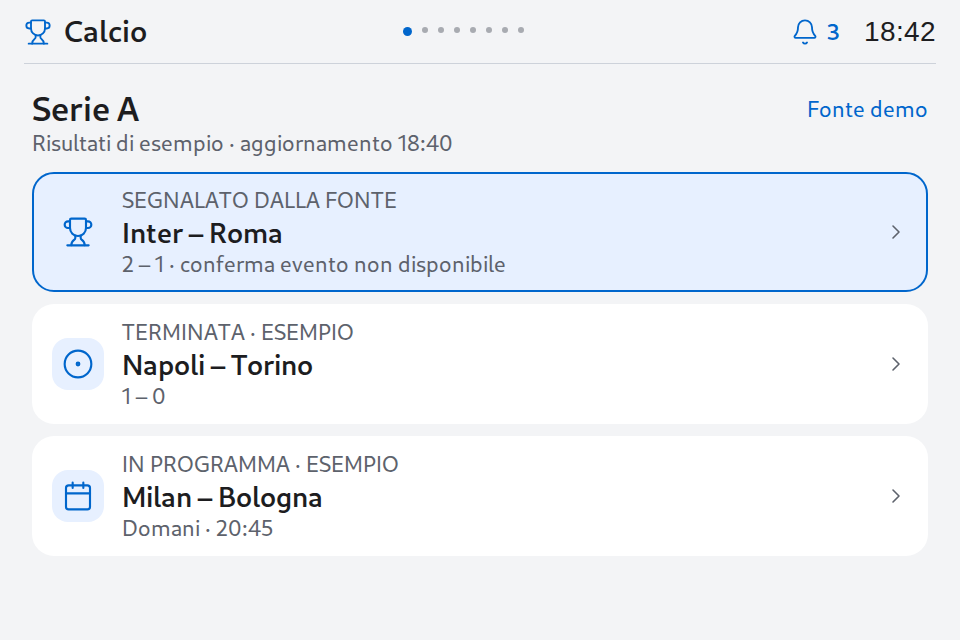 Calcio
3
18:42
Serie A
Fonte demo
Risultati di esempio · aggiornamento 18:40
SEGNALATO DALLA FONTE
Inter – Roma
2 – 1 · conferma evento non disponibile
TERMINATA · ESEMPIO
Napoli – Torino
1 – 0
IN PROGRAMMA · ESEMPIO
Milan – Bologna
Domani · 20:45